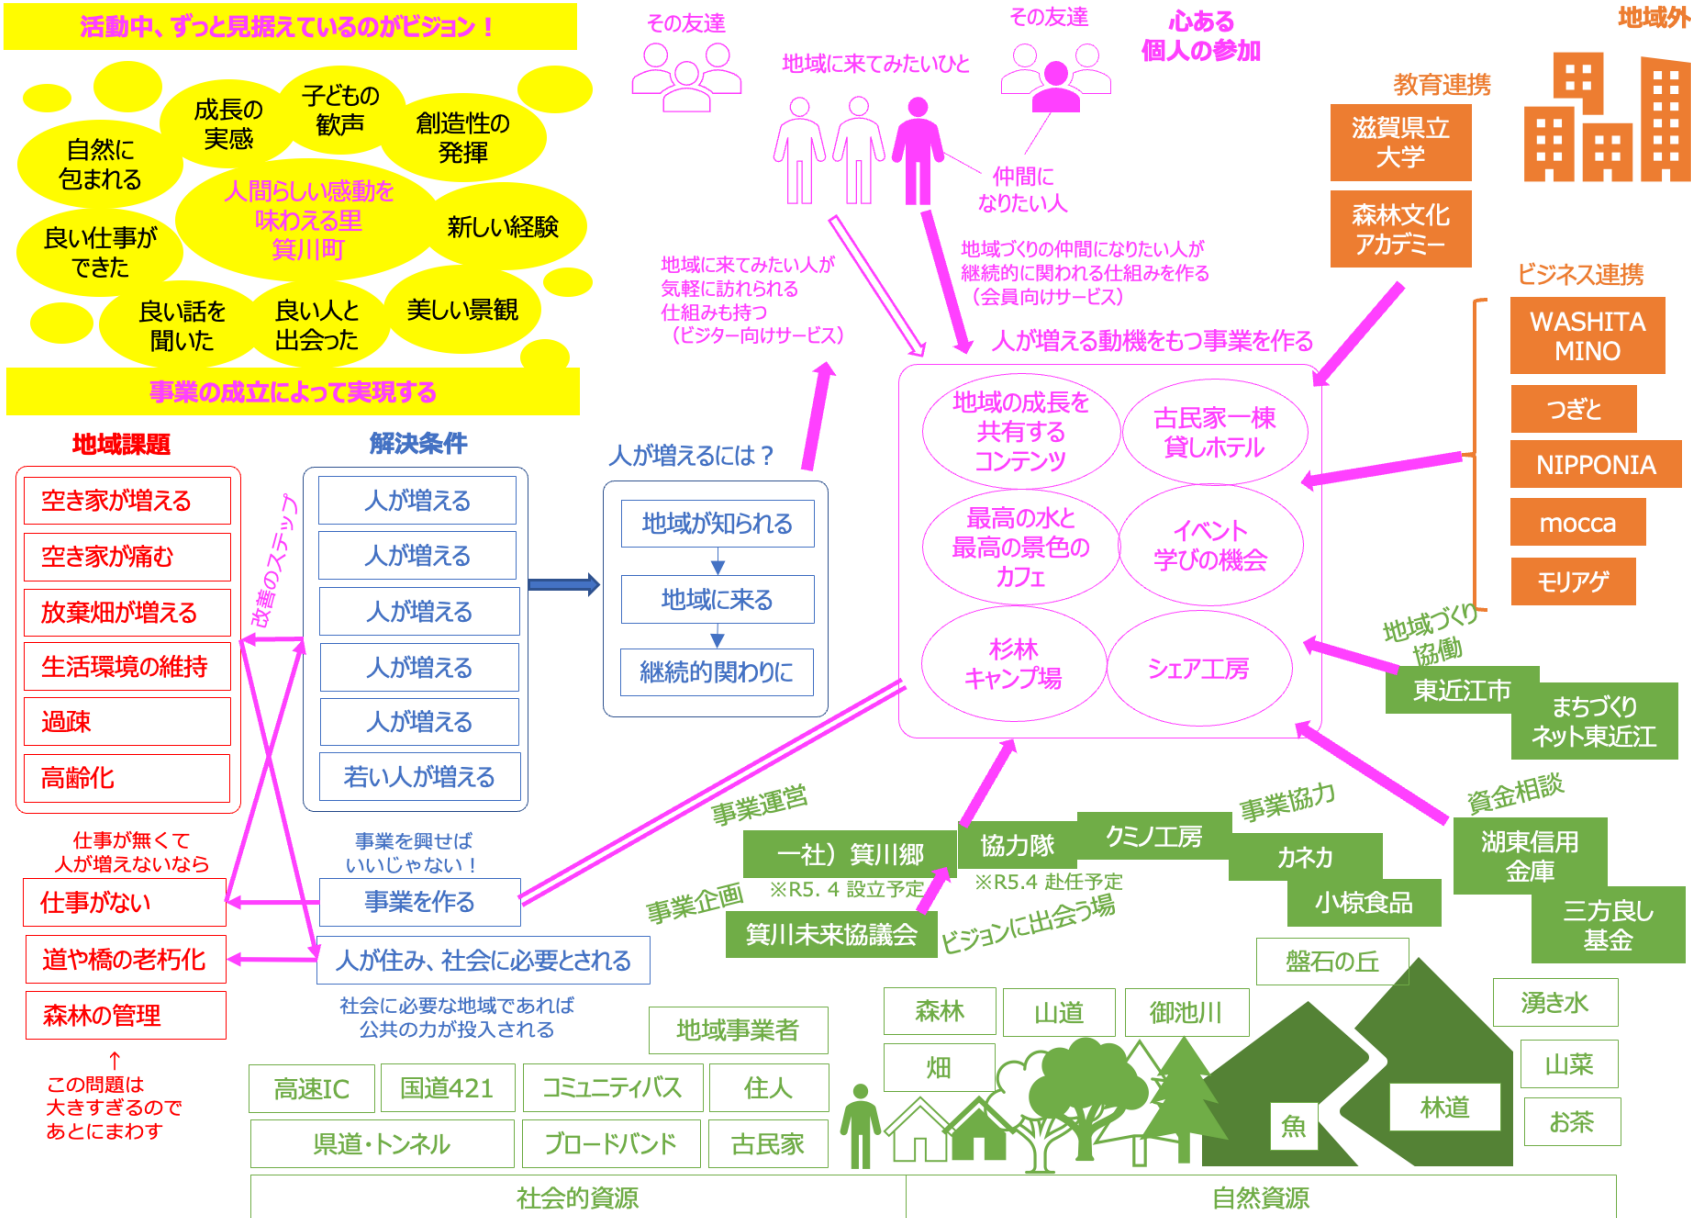 活動中、ずっと見据えているのがビジョン！
成長の
実感
子どもの
歓声
創造性の
発揮
自然に
包まれる
人間らしい感動を
味わえる里
箕川町
新しい経験
良い仕事が
できた
良い話を
聞いた
良い人と
出会った
美しい景観
事業の成立によって実現する
その友達
地域に来てみたいひと
その友達
心ある
個人の参加
仲間に
なりたい人
地域に来てみたい人が
気軽に訪れられる
仕組みも持つ
（ビジター向けサービス）
地域づくりの仲間になりたい人が
継続的に関われる仕組みを作る
（会員向けサービス）
地域外
教育連携
滋賀県立
大学
森林文化
アカデミー
ビジネス連携
WASHITA
MINO
つぎと
NIPPONIA
mocca
モリアゲ
人が増える動機をもつ事業を作る
地域の成長を
共有する
コンテンツ
古民家一棟
貸しホテル
最高の水と
最高の景色の
カフェ
イベント
学びの機会
杉林
キャンプ場
シェア工房
地域課題
空き家が増える
空き家が痛む
放棄畑が増える
生活環境の維持
過疎
高齢化
改善のステップ
解決条件
人が増える
人が増える
人が増える
人が増える
人が増える
若い人が増える
人が増えるには？
地域が知られる
地域に来る
継続的関わりに
仕事が無くて
人が増えないなら
仕事がない
道や橋の老朽化
森林の管理
↑
この問題は
大きすぎるので
あとにまわす
事業を興せば
いいじゃない！
事業を作る
人が住み、社会に必要とされる
社会に必要な地域であれば
公共の力が投入される
地域づくり
協働
東近江市
まちづくり
ネット東近江
資金相談
湖東信用
金庫
三方良し
基金
事業運営
一社）箕川郷
※R5. 4 設立予定
協力隊
※R5.4 赴任予定
クミノ工房
事業協力
カネカ
小椋食品
事業企画
箕川未来協議会
ビジョンに出会う場
地域事業者
高速IC
国道421
コミュニティバス
住人
県道・トンネル
ブロードバンド
古民家
社会的資源
森林
山道
御池川
盤石の丘
畑
魚
林道
湧き水
山菜
お茶
自然資源